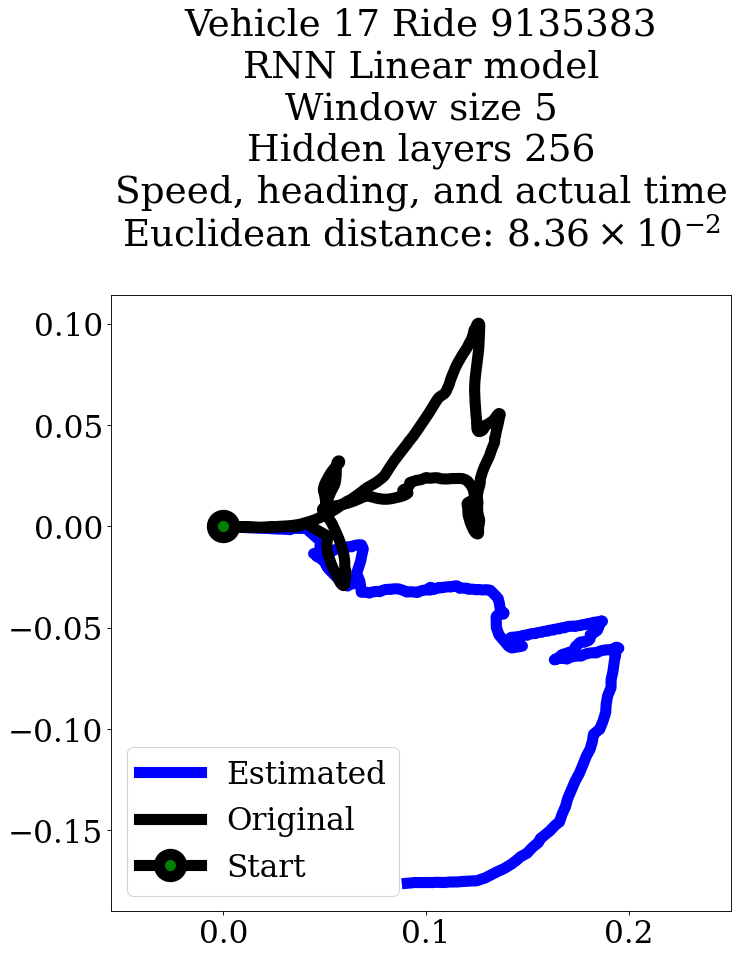 Vehicle 17 Ride 9135383
RNN Linear model
Window size 5
Hidden layers 256
Speed, heading, and actual time
Euclidean distance: 8.36 × 10⁻²
0.10
0.05
0.00
−0.05
−0.10
−0.15
Estimated
Original
Start
0.0 0.1 0.2